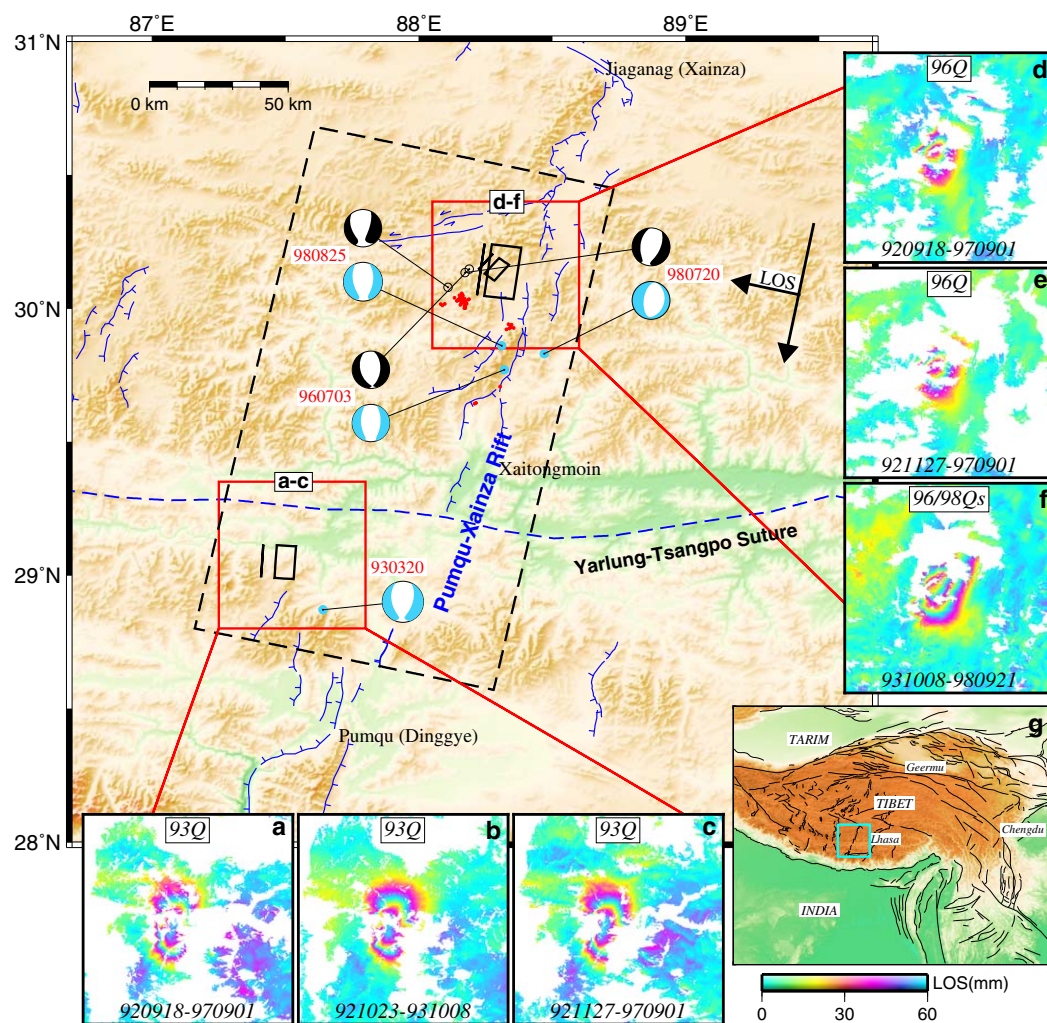 87°E
88°E
89°E
31°N
30°N
29°N
28°N
0 km
50 km
Jiaganag (Xainza)
d-f
980825
980720
960703
LOS
Xaitongmoin
Pumqu-Xainza Rift
Yarlung-Tsangpo Suture
a-c
930320
Pumqu (Dinggye)
96Q
d
920918-970901
96Q
e
921127-970901
96/98Qs
f
931008-980921
93Q
a
920918-970901
93Q
b
921023-931008
93Q
c
921127-970901
g
TARIM
Geermu
TIBET
Lhasa
Chengdu
INDIA
LOS(mm)
0
30
60